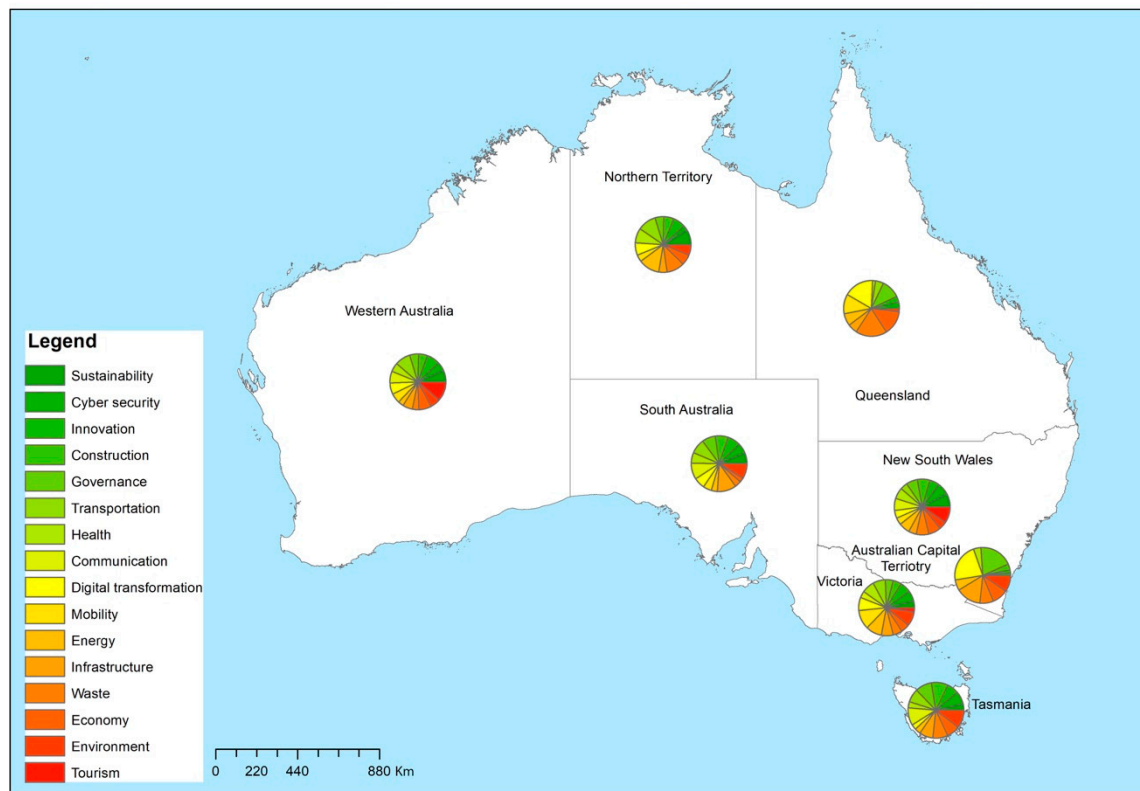 Northern Territory
Western Australia
Queensland
South Australia
New South Wales
Australian Capital
Terriotry
Victoria
Tasmania
Legend
Sustainability
Cyber security
Innovation
Construction
Governance
Transportation
Health
Communication
Digital transformation
Mobility
Energy
Infrastructure
Waste
Economy
Environment
Tourism
0 220 440 880 Km